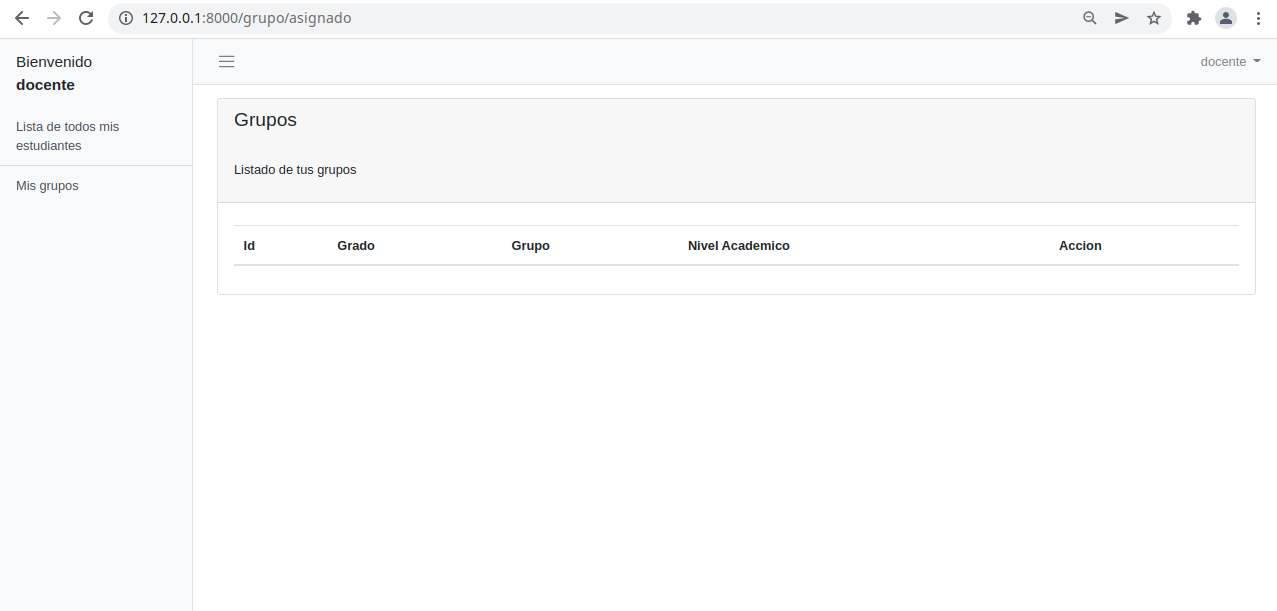 127.0.0.1:8000/grupo/asignado
Bienvenido
docente
Lista de todos mis
estudiantes
Mis grupos
docente
Grupos
Listado de tus grupos
Id Grado Grupo Nivel Academico Accion